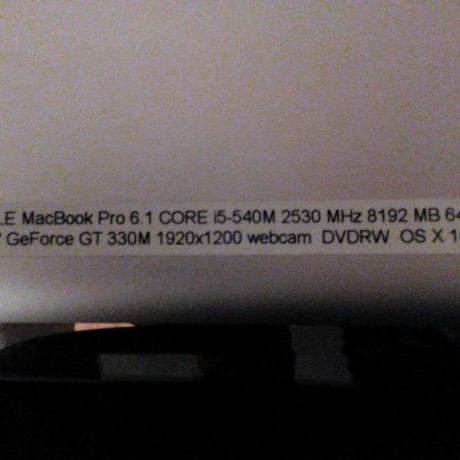 LE MacBook Pro 6.1 CORE i5-540M 2530 MHz 8192 MB 64
GeForce GT 330M 1920x1200 webcam DVDRW OS X 1